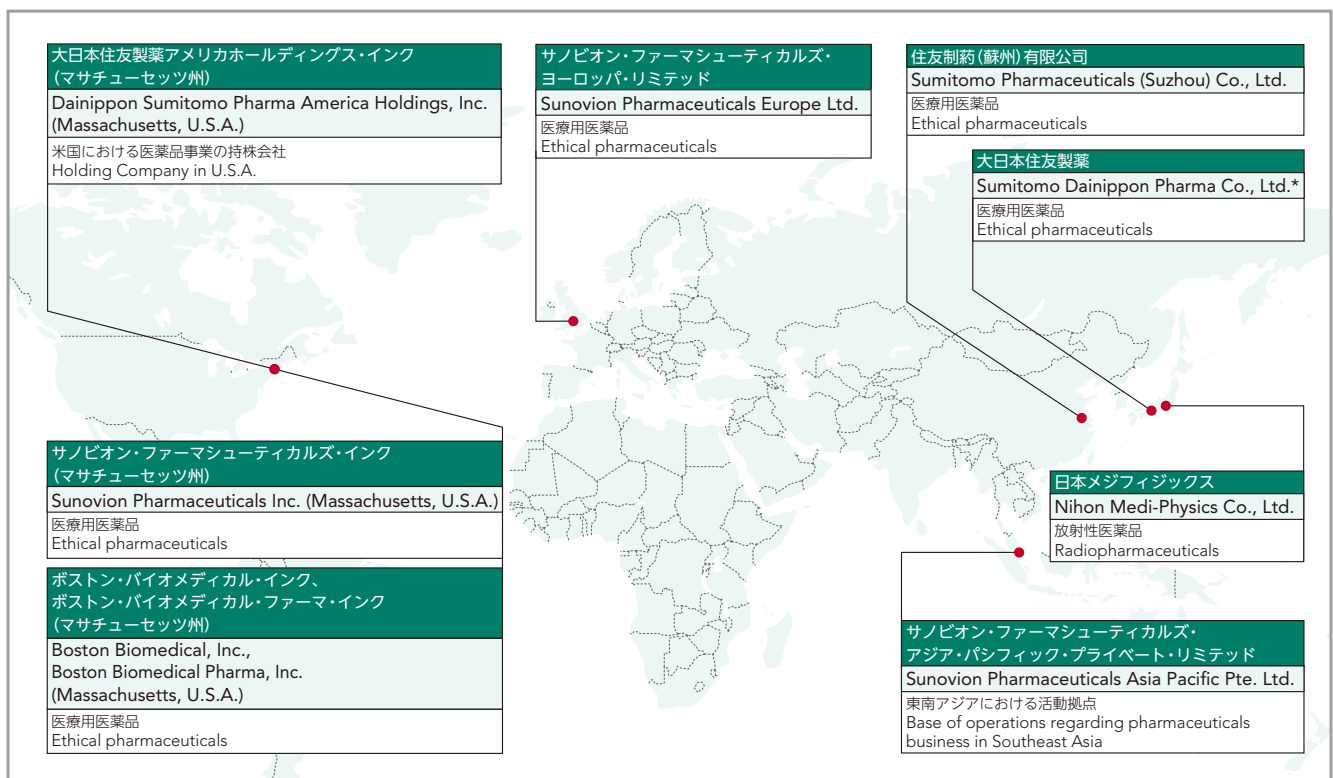 大日本住友製薬アメリカホールディングス・インク
（マサチューセッツ州）
Dainippon Sumitomo Pharma America Holdings, Inc.
(Massachusetts, U.S.A.)
米国における医薬品事業の持株会社
Holding Company in U.S.A.
サノビオン・ファーマシューティカルズ・
ヨーロッパ・リミテッド
Sunovion Pharmaceuticals Europe Ltd.
医療用医薬品
Ethical pharmaceuticals
住友制葯（蘇州）有限公司
Sumitomo Pharmaceuticals (Suzhou) Co., Ltd.
医療用医薬品
Ethical pharmaceuticals
大日本住友製薬
Sumitomo Dainippon Pharma Co., Ltd.*
医療用医薬品
Ethical pharmaceuticals
サノビオン・ファーマシューティカルズ・インク
（マサチューセッツ州）
Sunovion Pharmaceuticals Inc. (Massachusetts, U.S.A.)
医療用医薬品
Ethical pharmaceuticals
日本メジフィジックス
Nihon Medi-Physics Co., Ltd.
放射性医薬品
Radiopharmaceuticals
ボストン・バイオメディカル・インク、
ボストン・バイオメディカル・ファーマ・インク
（マサチューセッツ州）
Boston Biomedical, Inc.,
Boston Biomedical Pharma, Inc.
(Massachusetts, U.S.A.)
医療用医薬品
Ethical pharmaceuticals
サノビオン・ファーマシューティカルズ・
アジア・パシフィック・プライベート・リミテッド
Sunovion Pharmaceuticals Asia Pacific Pte. Ltd.
東南アジアにおける活動拠点
Base of operations regarding pharmaceuticals
business in Southeast Asia